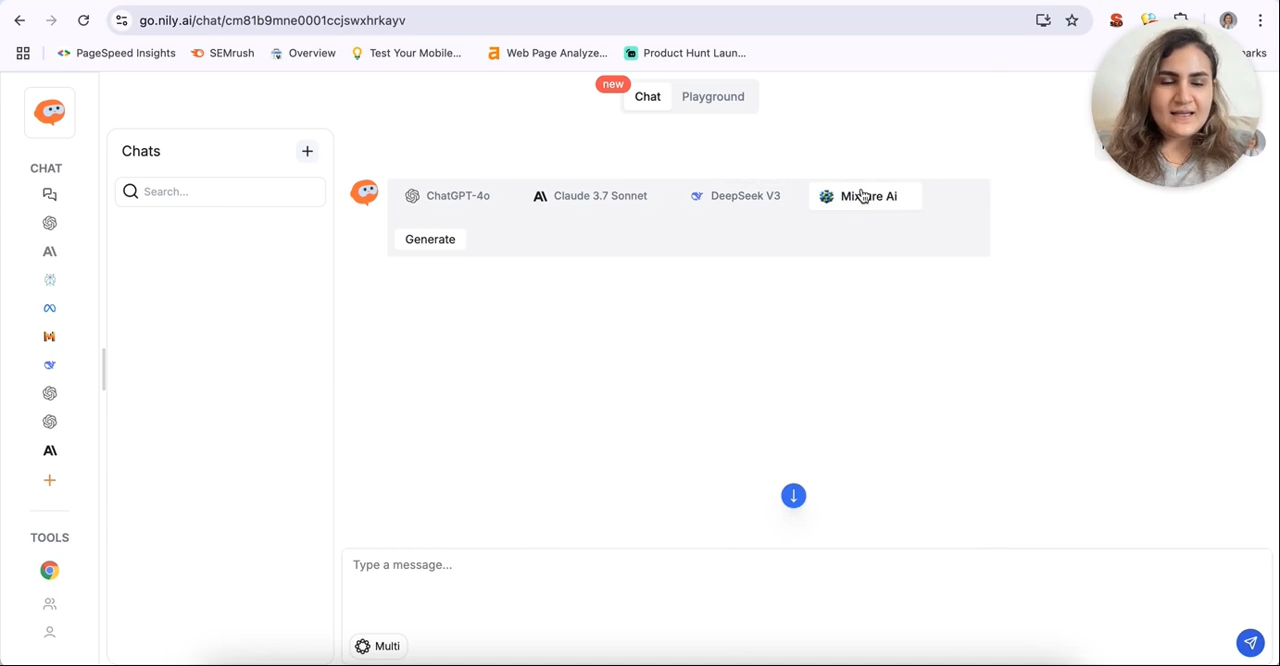 go.nily.ai/chat/cm81b9mne0001ccjswxhrkayv
PageSpeed Insights
SEMrush
Overview
Test Your Mobile...
Web Page Analyze...
Product Hunt Laun...
new
Chat
Playground
CHAT
Chats
Search...
ChatGPT-4o
Claude 3.7 Sonnet
DeepSeek V3
Mixture Ai
Generate
TOOLS
Type a message...
Multi